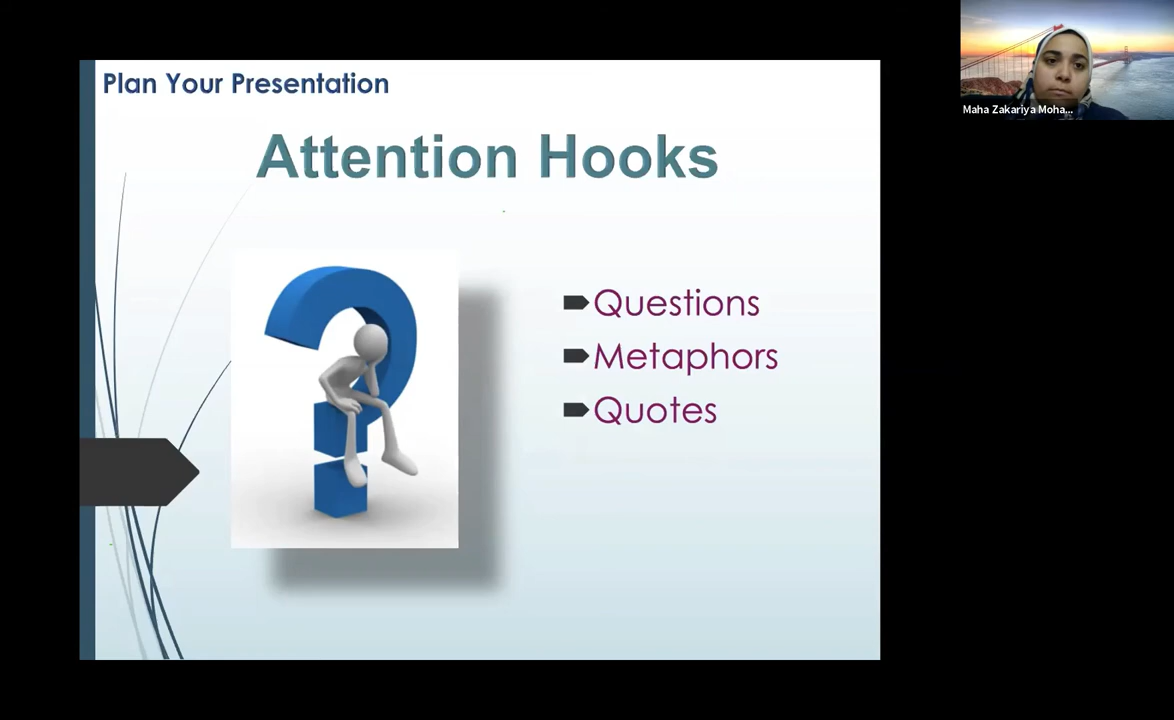 Plan Your Presentation
Attention Hooks
Questions
Metaphors
Quotes
Maha Zakariya Moha...